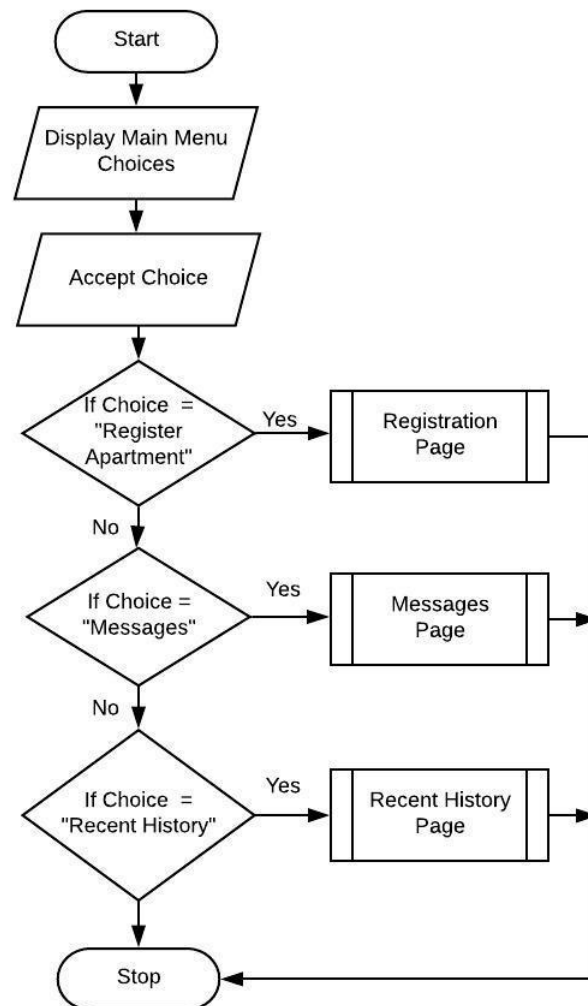 Start
Display Main Menu
Choices
Accept Choice
If Choice =
"Register
Apartment"
Yes
Registration
Page
No
If Choice =
"Messages"
Yes
Messages
Page
No
If Choice =
"Recent History"
Yes
Recent History
Page
Stop